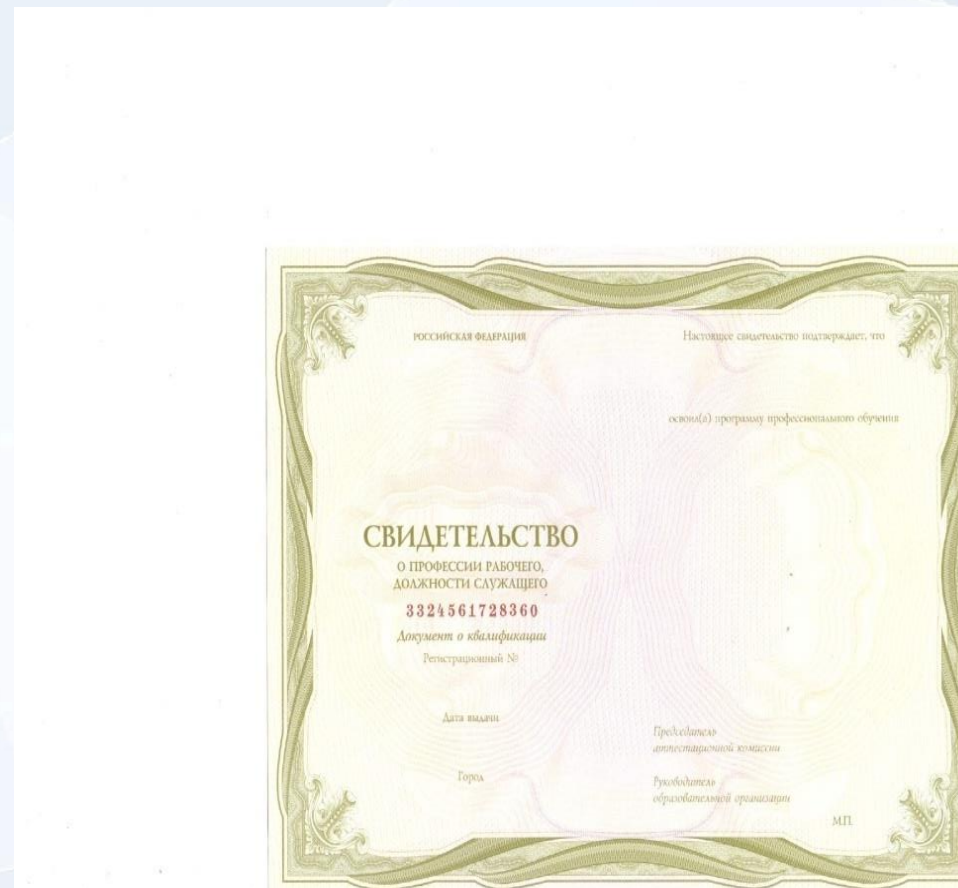 РОССИЙСКАЯ ФЕДЕРАЦИЯ
СВИДЕТЕЛЬСТВО
О ПРОФЕССИИ РАБОЧЕГО,
ДОЛЖНОСТИ СЛУЖАЩЕГО
3324561728360
Документ о квалификации
Регистрационный №
Дата выдачи
Город
Настоящее свидетельство подтверждает, что
освоил(а) программу профессионального обучения
Председатель
аттестационной комиссии
Руководитель
образовательной организации
М.П.